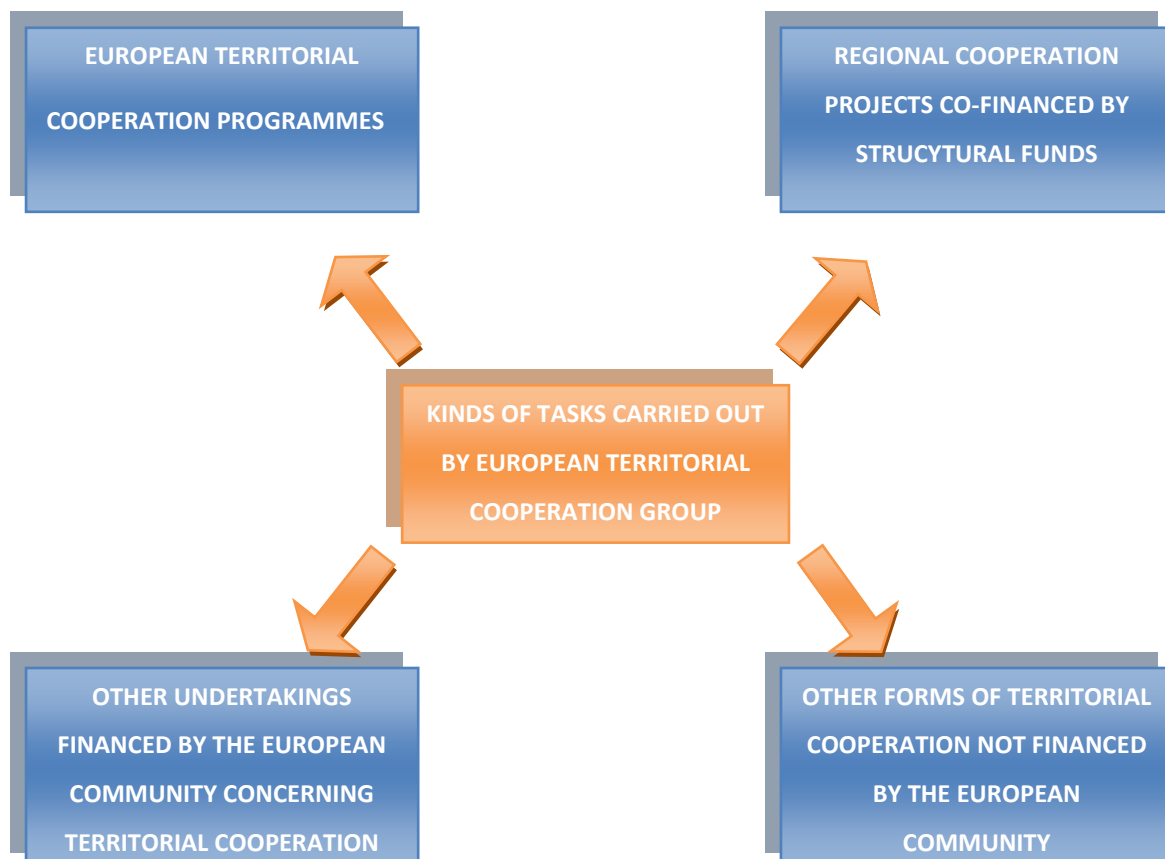 EUROPEAN TERRITORIAL
COOPERATION PROGRAMMES
REGIONAL COOPERATION
PROJECTS CO-FINANCED BY
STRUCYTURAL FUNDS
KINDS OF TASKS CARRIED OUT
BY EUROPEAN TERRITORIAL
COOPERATION GROUP
OTHER UNDERTAKINGS
FINANCED BY THE EUROPEAN
COMMUNITY CONCERNING
TERRITORIAL COOPERATION
OTHER FORMS OF TERRITORIAL
COOPERATION NOT FINANCED
BY THE EUROPEAN
COMMUNITY